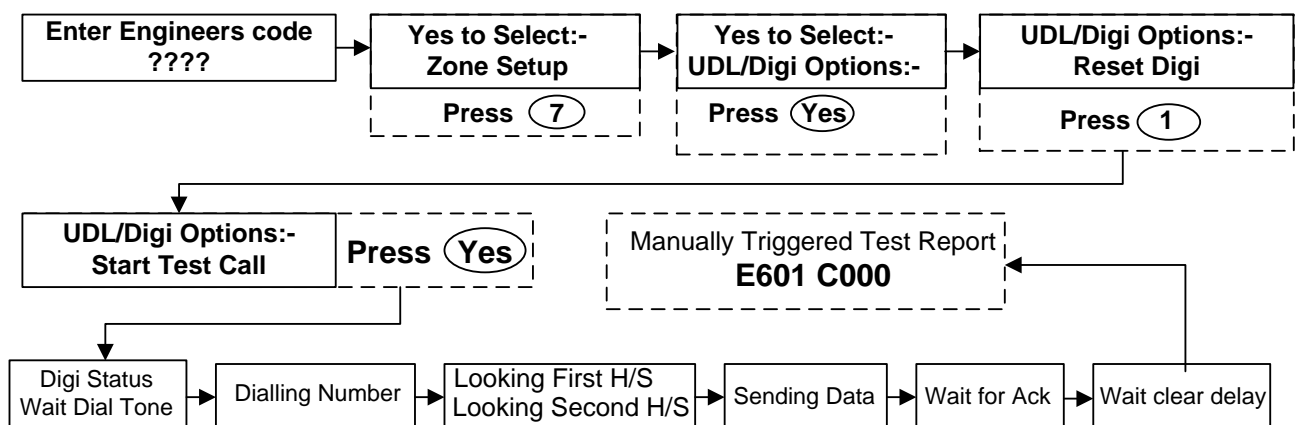 Enter Engineers code
????
Yes to Select:-
Zone Setup
Press 7
Yes to Select:-
UDL/Digi Options:-
Press Yes
UDL/Digi Options:-
Reset Digi
Press 1
UDL/Digi Options:-
Start Test Call
Press Yes
Manually Triggered Test Report
E601 C000
Digi Status
Wait Dial Tone
Dialling Number
Looking First H/S
Looking Second H/S
Sending Data
Wait for Ack
Wait clear delay